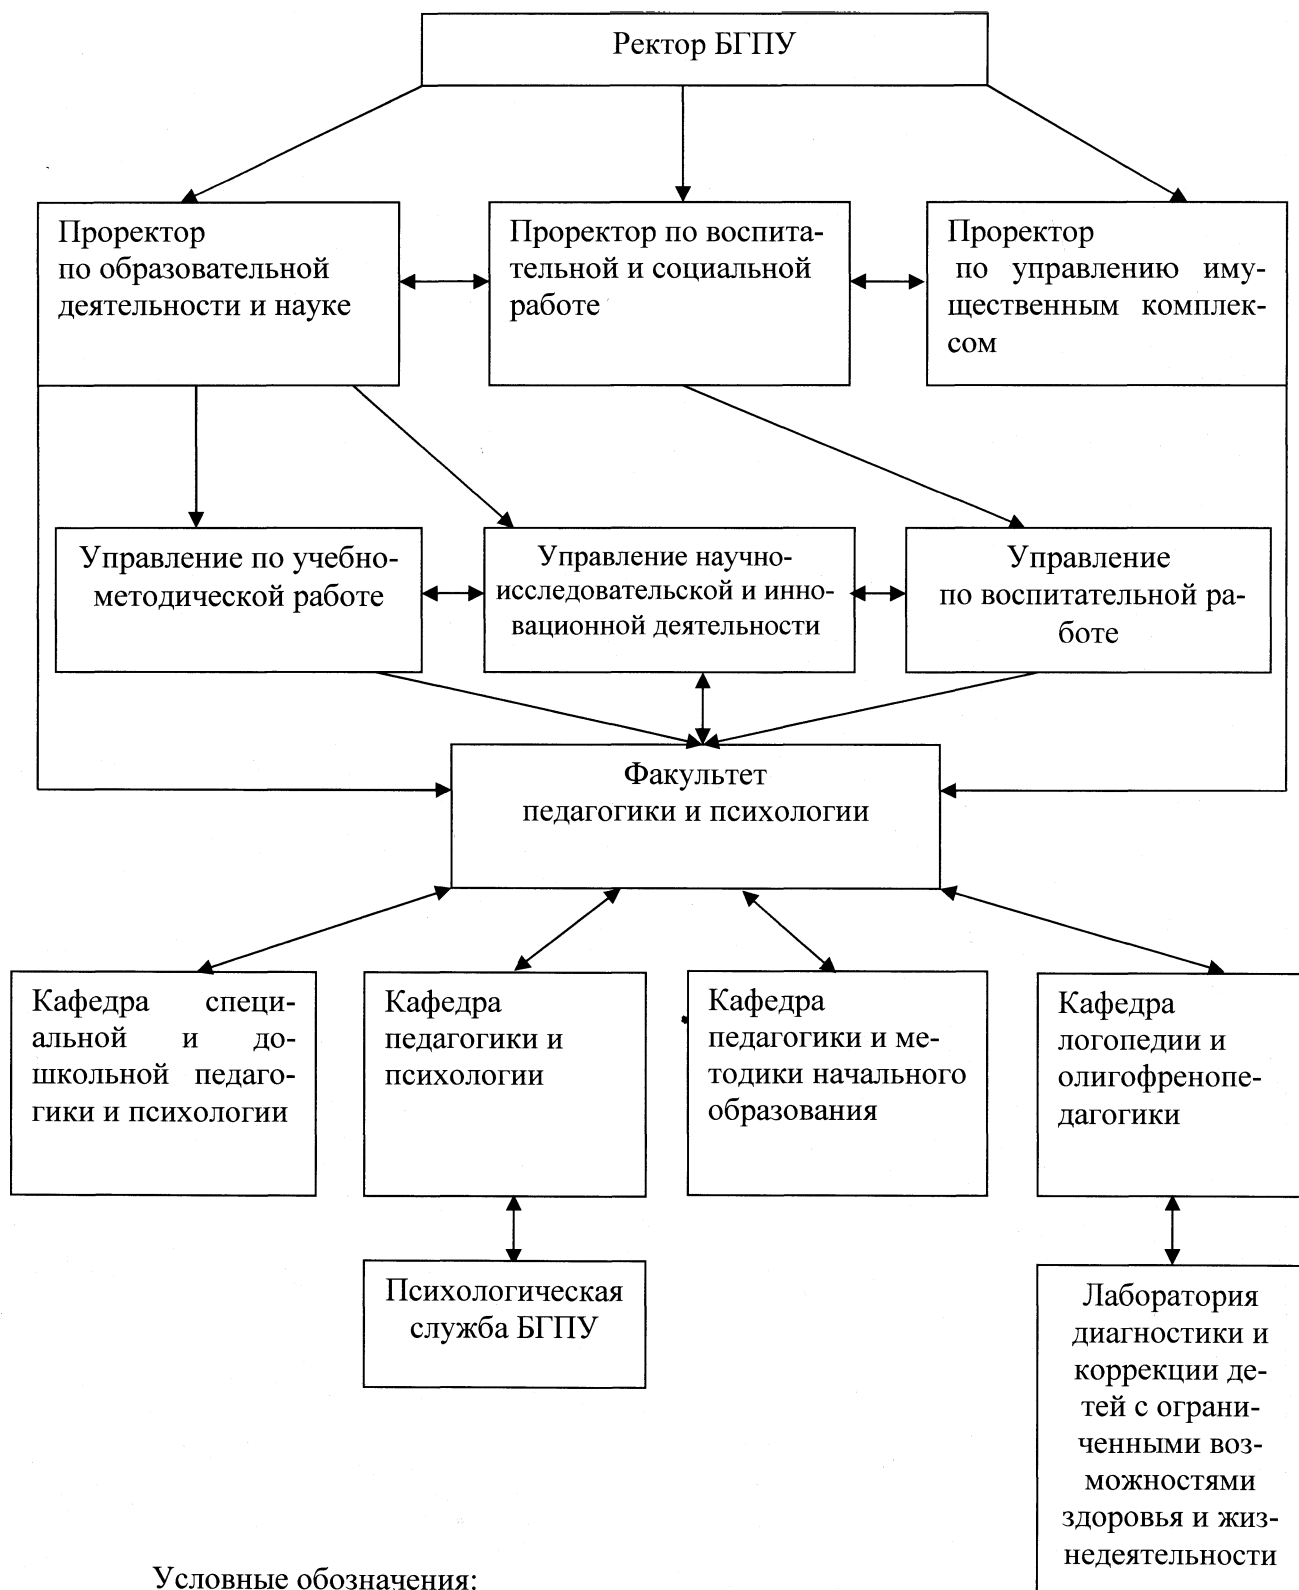 Ректор БГПУ
Проректор
по образовательной
деятельности и науке
Проректор по воспита-
тельной и социальной
работе
Проректор
по управлению иму-
щественным комплек-
сом
Управление по учебно-
методической работе
Управление научно-
исследовательской и инно-
вационной деятельности
Управление
по воспитательной ра-
боте
Факультет
педагогики и психологии
Кафедра специ-
альной и до-
школьной педаго-
гики и психологии
Кафедра
педагогики и
психологии
Кафедра
педагогики и ме-
тодики начального
образования
Кафедра
логопедии и
олигофренопе-
дагогики
Психологическая
служба БГПУ
Лаборатория
диагностики и
коррекции де-
тей с ограни-
ченными воз-
можностями
здоровья и жиз-
недеятельности
Условные обозначения: